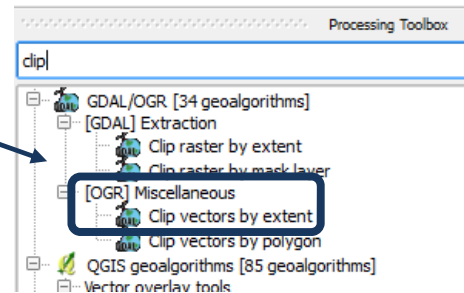 Processing Toolbox
clip
GDAL/OGR [34 geoalgorithms]
[GDAL] Extraction
Clip raster by extent
Clip raster by mask layer
[OGR] Miscellaneous
Clip vectors by extent
Clip vectors by polygon
QGIS geoalgorithms [85 geoalgorithms]
Vector overlay tools